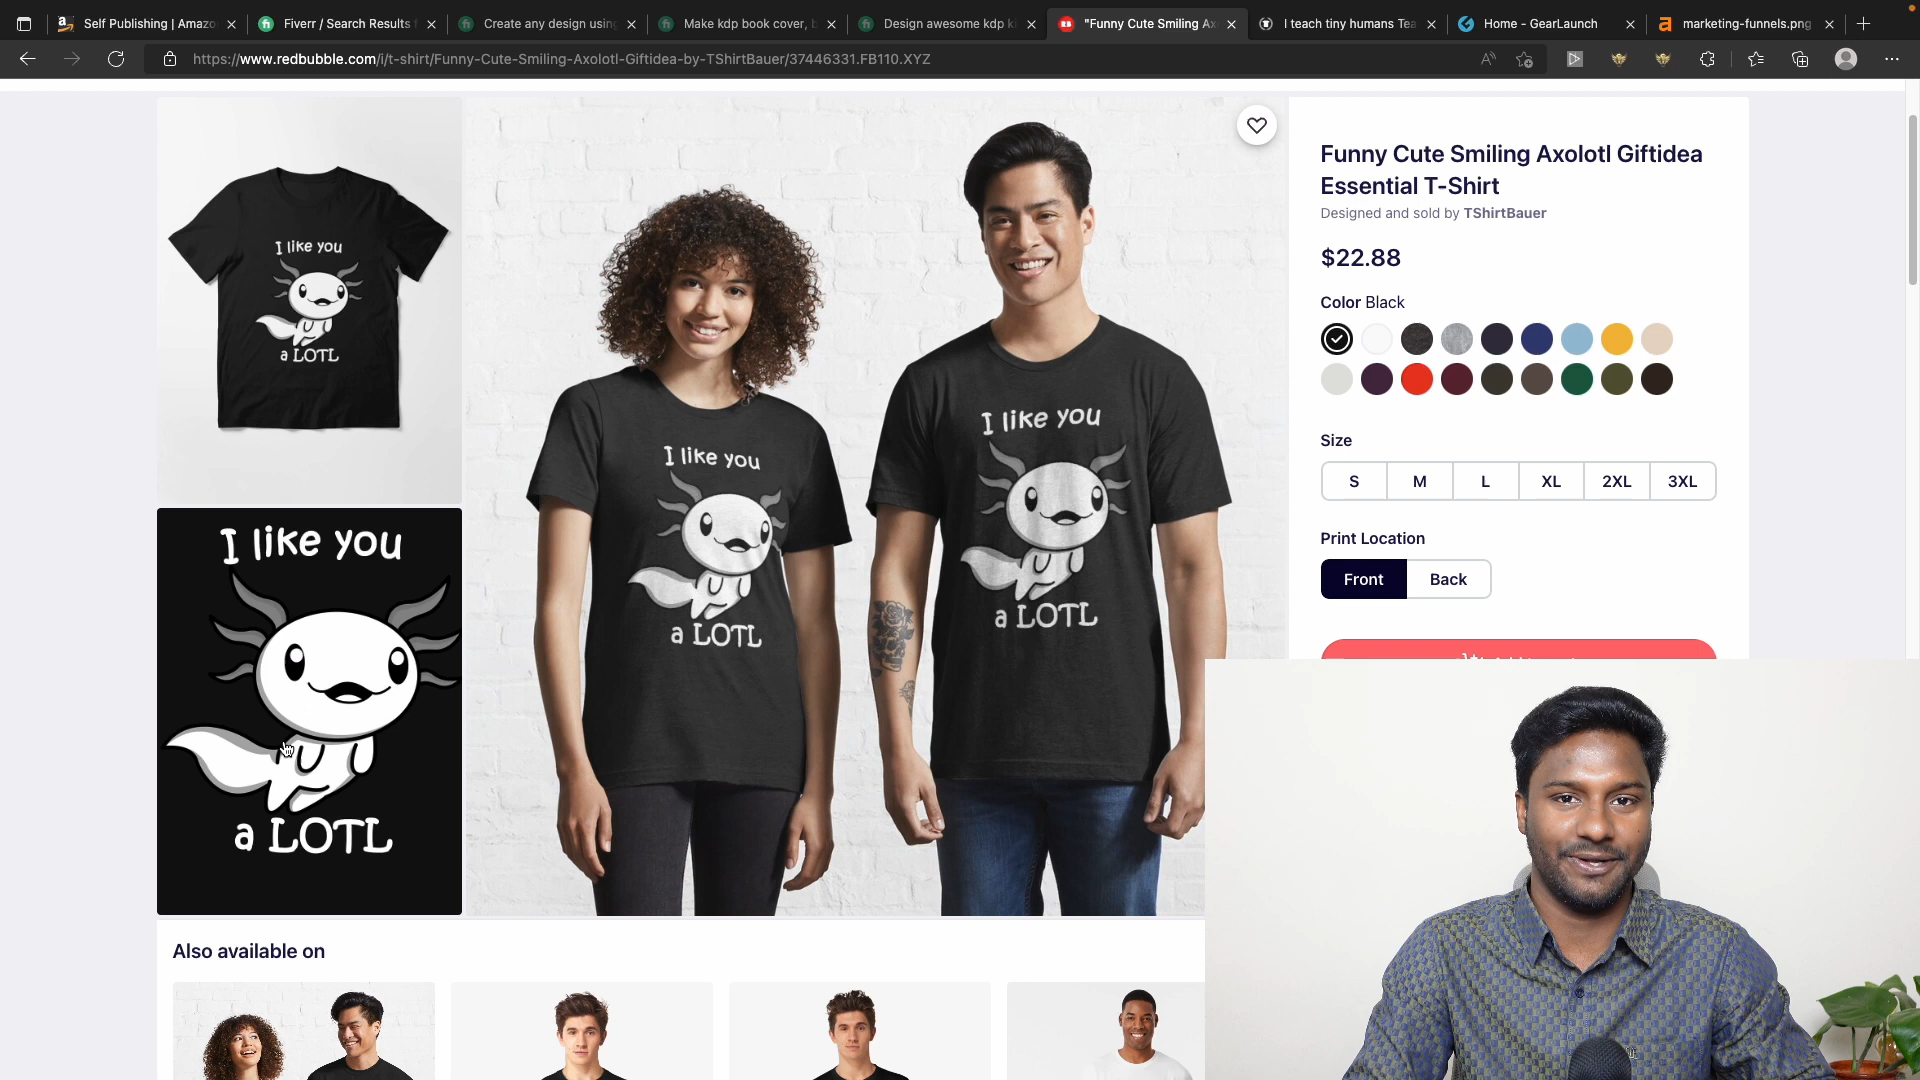 Self Publishing | Amazo
Fiverr / Search Results
Create any design usin
Make kdp book cover, b
Design awesome kdp
"Funny Cute Smiling Ax
I teach tiny humans Tea
Home - GearLaunch
marketing-funnels.png
https://www.redbubble.com/i/t-shirt/Funny-Cute-Smiling-Axolotl-Giftidea-by-TShirtBauer/37446331.FB110.XYZ
I like you
a LOTL
I like you
a LOTL
I like you
a LOTL
I like you
a LOTL
Funny Cute Smiling Axolotl Giftidea
Essential T-Shirt
Designed and sold by TShirtBauer
$22.88
Color Black
Size
S M L XL 2XL 3XL
Print Location
Front Back
Also available on